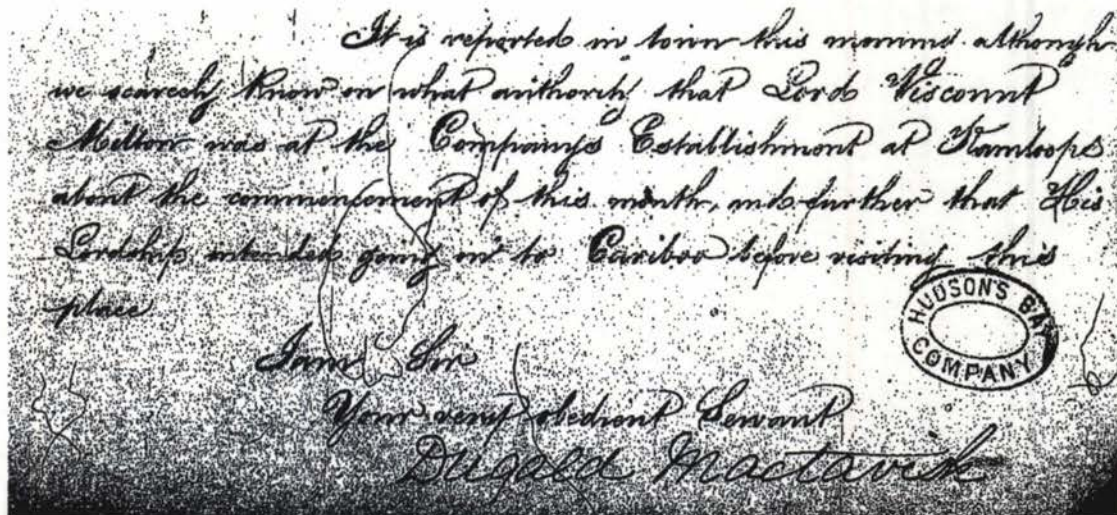 It is reported in town this morning although
we scarcely know on what authority that Lord Viscount
Milton was at the Company's Establishment at Kamloops
about the commencement of this month, and further that His
Lordship intended going on to Cariboo before visiting this
place
HUDSON'S BAY
COMPANY
I am Sir
Your very obedient Servant
Dugald Mactavish